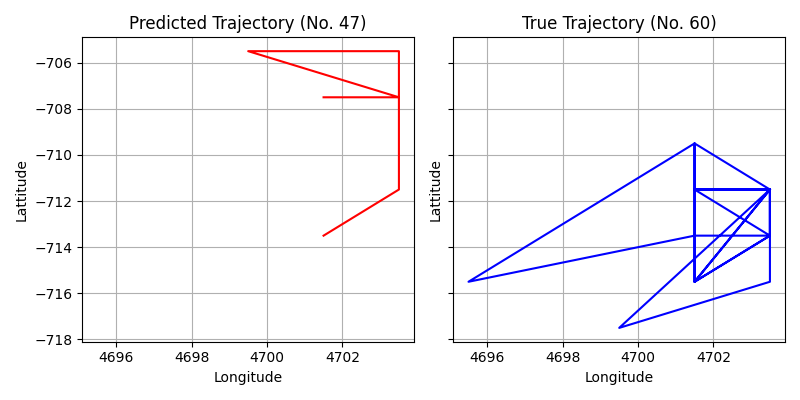 Predicted Trajectory (No. 47)
True Trajectory (No. 60)
−706
−708
−710
−712
−714
−716
−718
Lattitude
Lattitude
4696 4698 4700 4702
4696 4698 4700 4702
Longitude
Longitude